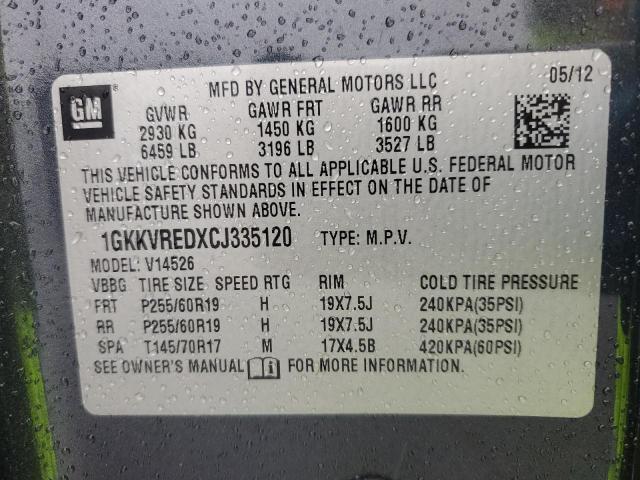 GM ®
MFD BY GENERAL MOTORS LLC 05/12
GVWR GAWR FRT GAWR RR
2930 KG 1450 KG 1600 KG
6459 LB 3196 LB 3527 LB
THIS VEHICLE CONFORMS TO ALL APPLICABLE U.S. FEDERAL MOTOR
VEHICLE SAFETY STANDARDS IN EFFECT ON THE DATE OF
MANUFACTURE SHOWN ABOVE.
1GKKVREDXCJ335120 TYPE: M.P.V.
MODEL: V14526
VBBG TIRE SIZE SPEED RTG RIM COLD TIRE PRESSURE
FRT P255/60R19 H 19X7.5J 240KPA(35PSI)
RR P255/60R19 H 19X7.5J 240KPA(35PSI)
SPA T145/70R17 M 17X4.5B 420KPA(60PSI)
SEE OWNER'S MANUAL FOR MORE INFORMATION.